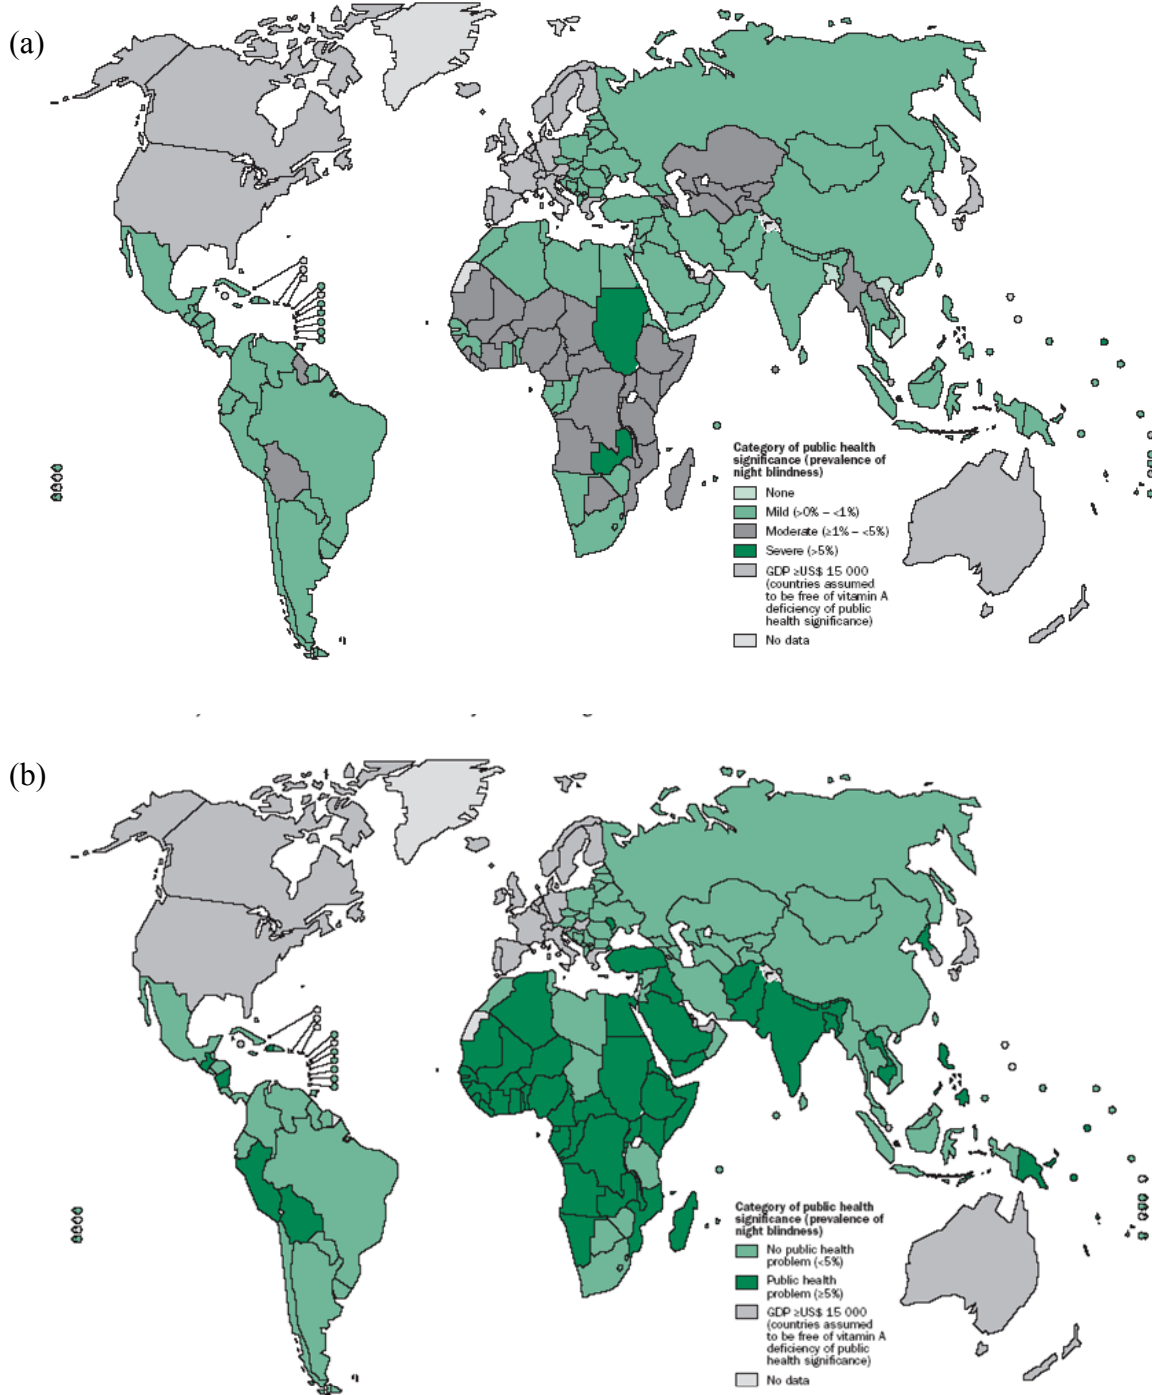 (a)
Category of public health
significance (prevalence of
night blindness)
None
Mild (>0% – <1%)
Moderate (≥1% – <5%)
Severe (>5%)
GDP ≥US$ 15 000
(countries assumed
to be free of vitamin A
deficiency of public
health significance)
No data
(b)
Category of public health
significance (prevalence of
night blindness)
No public health
problem (<5%)
Public health
problem (≥5%)
GDP ≥US$ 15 000
(countries assumed
to be free of vitamin A
deficiency of public
health significance)
No data